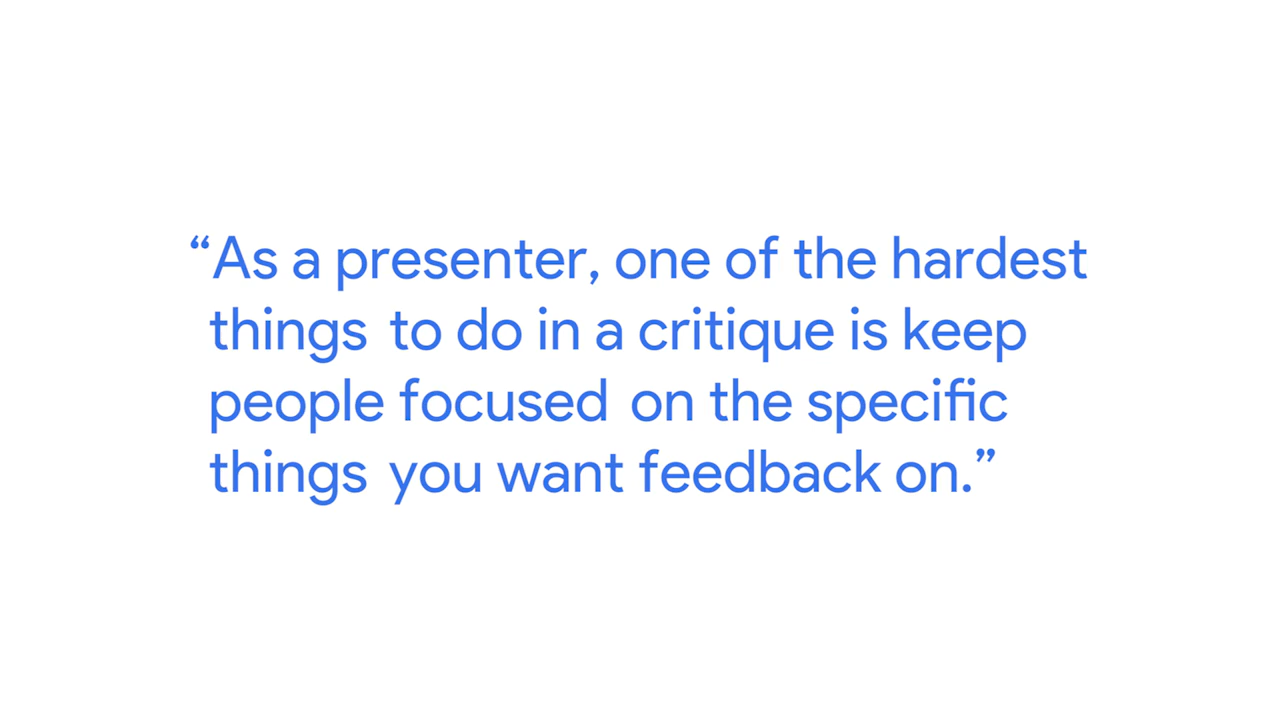 “As a presenter, one of the hardest
things to do in a critique is keep
people focused on the specific
things you want feedback on.”